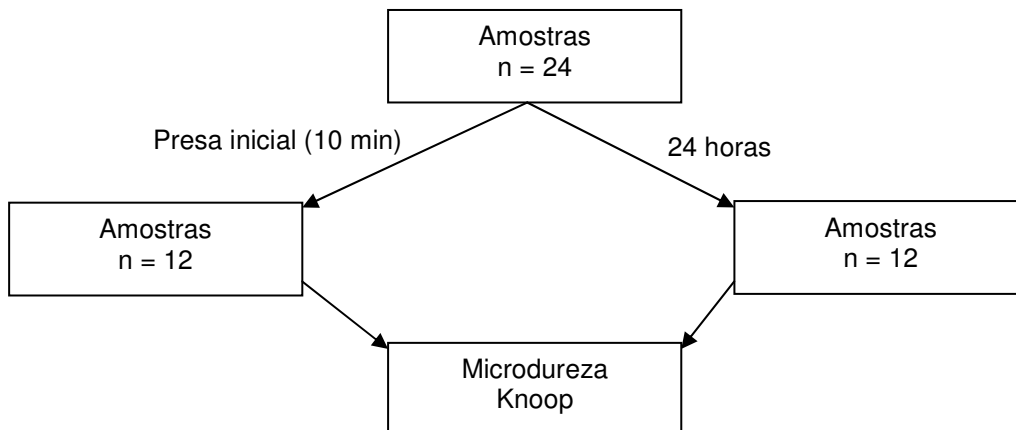 Amostras
n = 24
Presa inicial (10 min)
24 horas
Amostras
n = 12
Amostras
n = 12
Microdureza
Knoop